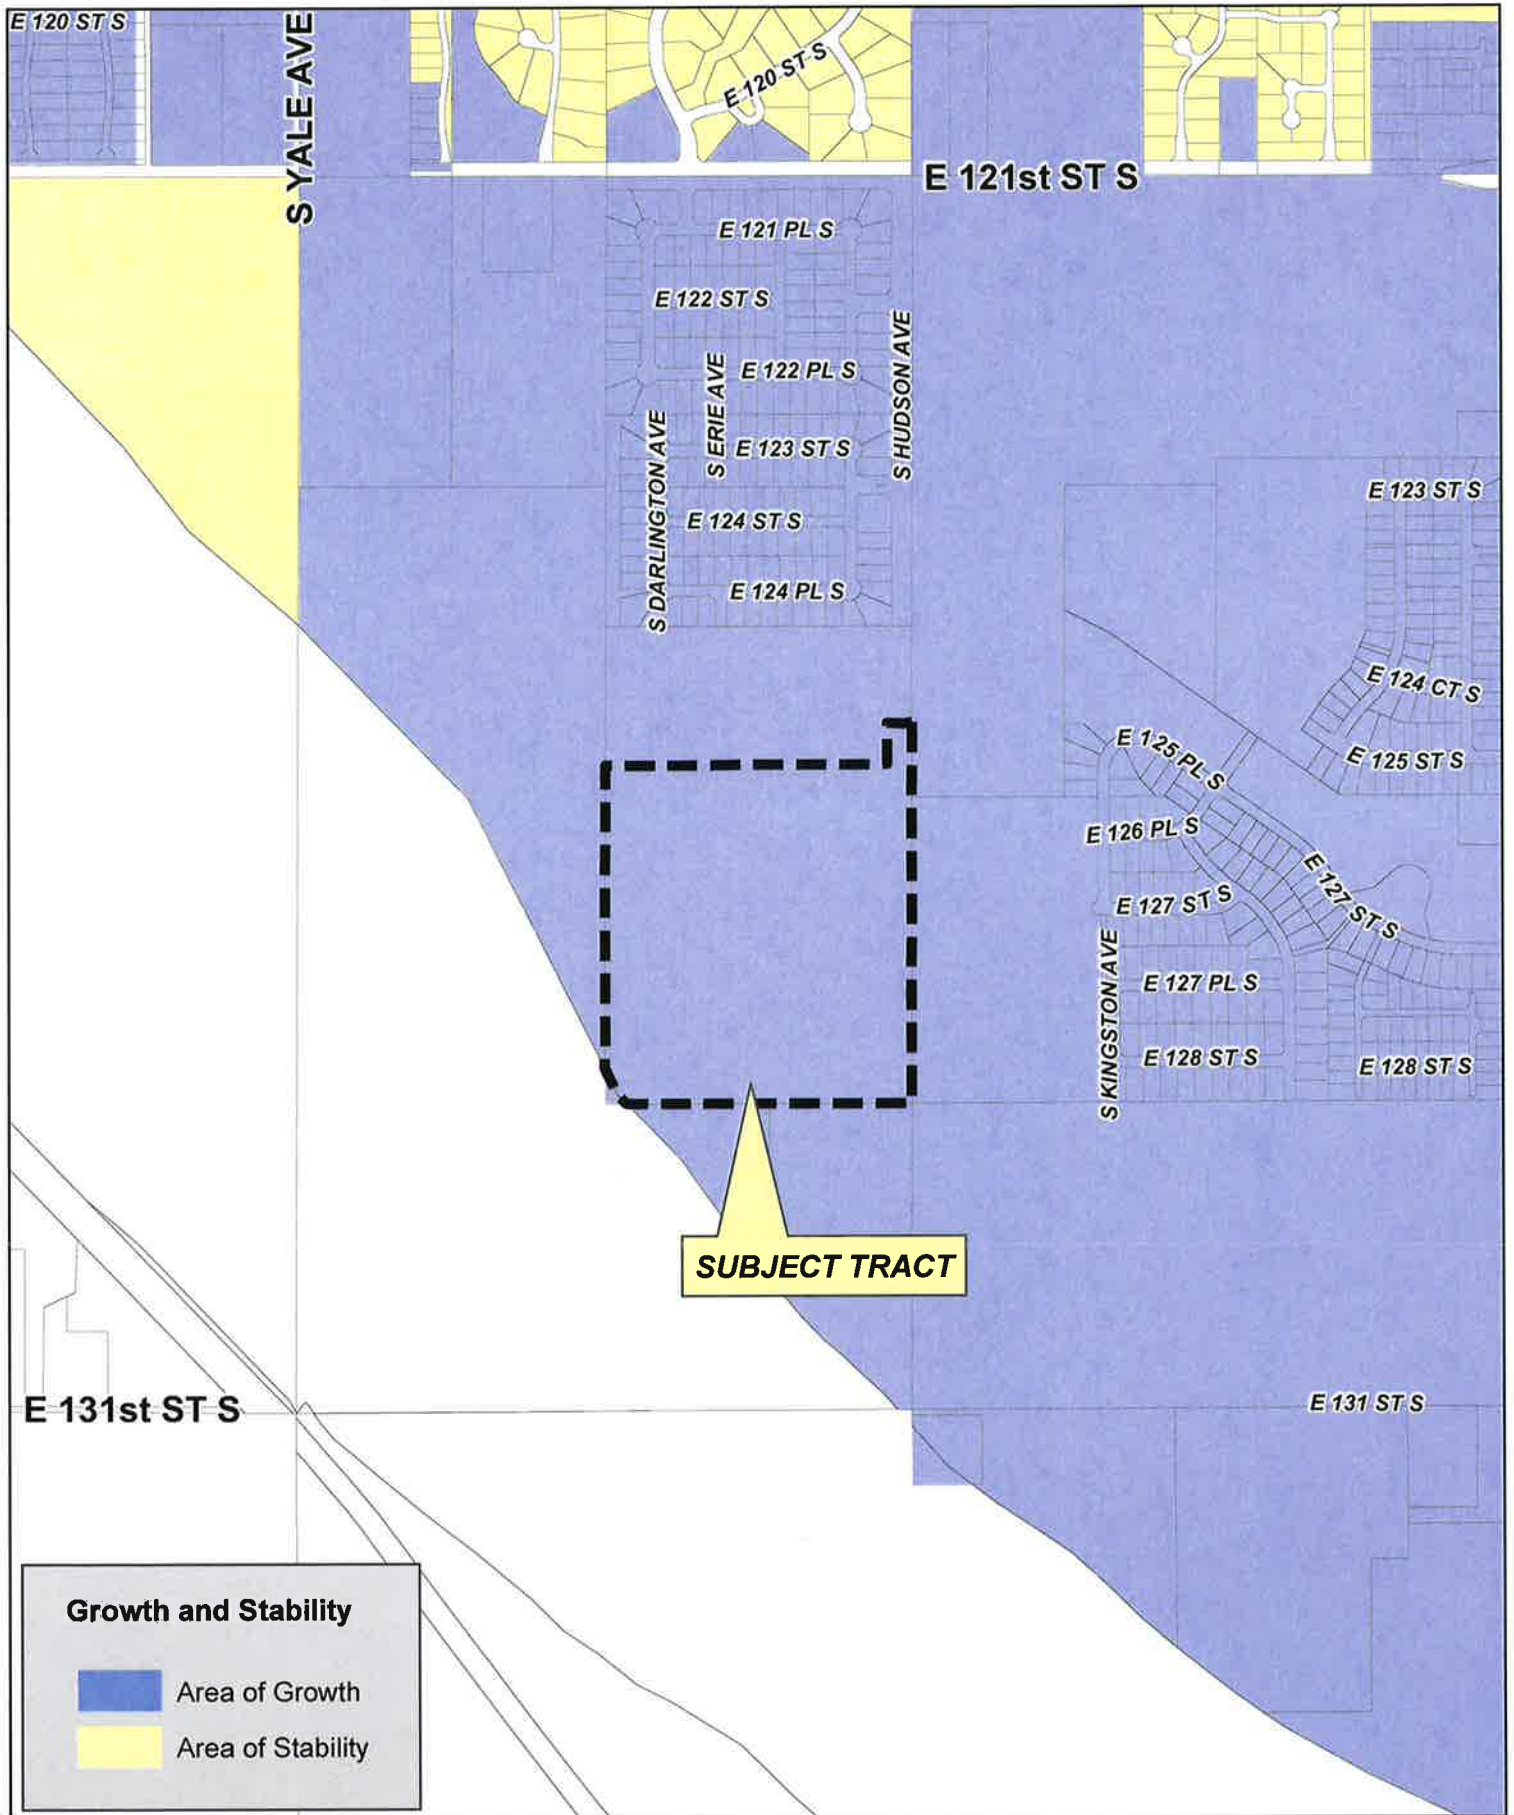 E 120 ST S
S YALE AVE
E 120 ST S
E 121st ST S
E 121 PL S
E 122 ST S
S HUDSON AVE
S ERIE AVE
E 122 PL S
S DARLINGTON AVE
E 123 ST S
E 123 ST S
E 124 ST S
E 124 PL S
E 124 CT S
E 125 PL S
E 125 ST S
E 126 PL S
E 127 ST S
E 127 ST S
S KINGSTON AVE
E 127 PL S
E 128 ST S
E 128 ST S
SUBJECT TRACT
E 131st ST S
E 131 ST S
Growth and Stability
Area of Growth
Area of Stability